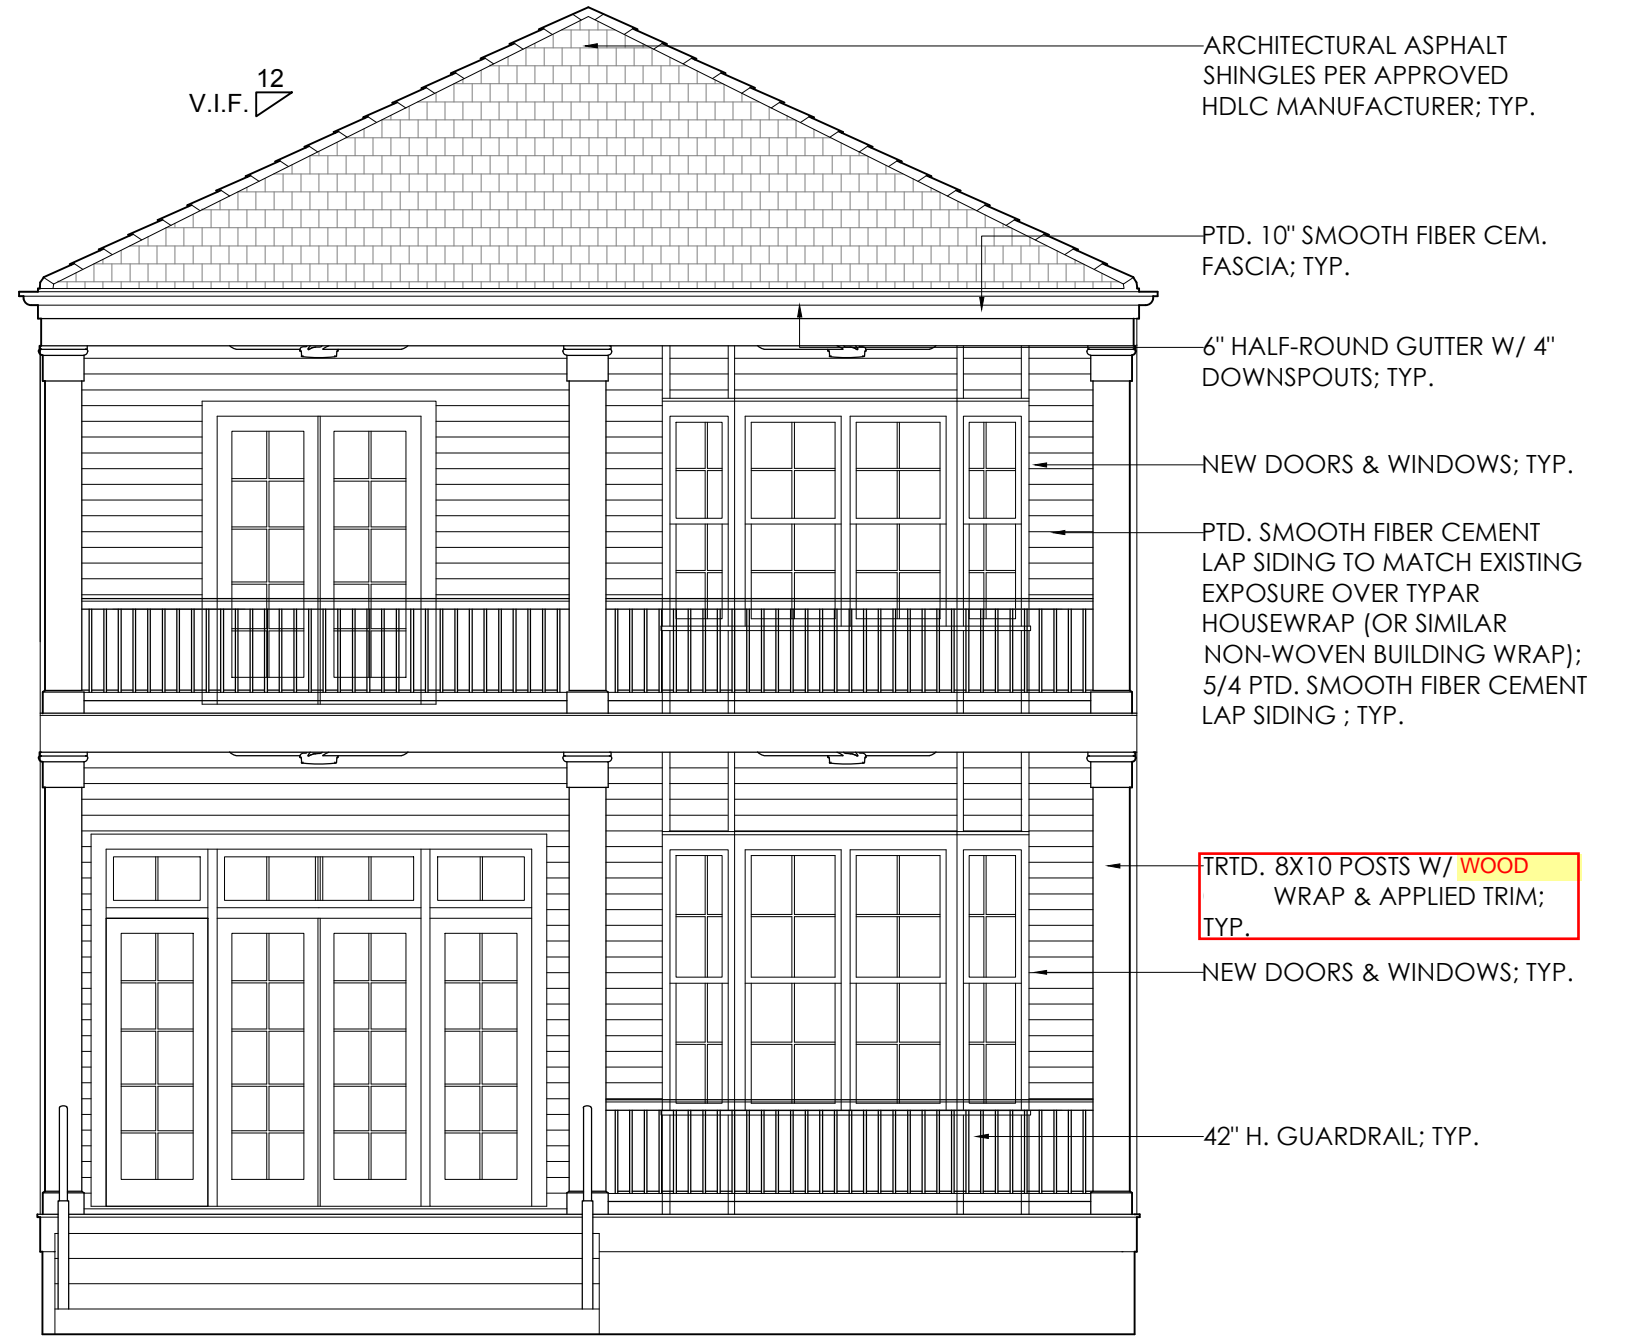 12
V.I.F.
ARCHITECTURAL ASPHALT
SHINGLES PER APPROVED
HDLC MANUFACTURER; TYP.
PTD. 10" SMOOTH FIBER CEM.
FASCIA; TYP.
6" HALF-ROUND GUTTER W/ 4"
DOWNSPOUTS; TYP.
NEW DOORS & WINDOWS; TYP.
PTD. SMOOTH FIBER CEMENT
LAP SIDING TO MATCH EXISTING
EXPOSURE OVER TYPAR
HOUSEWRAP (OR SIMILAR
NON-WOVEN BUILDING WRAP);
5/4 PTD. SMOOTH FIBER CEMENT
LAP SIDING ; TYP.
TRTD. 8X10 POSTS W/ WOOD
WRAP & APPLIED TRIM;
TYP.
NEW DOORS & WINDOWS; TYP.
42" H. GUARDRAIL; TYP.